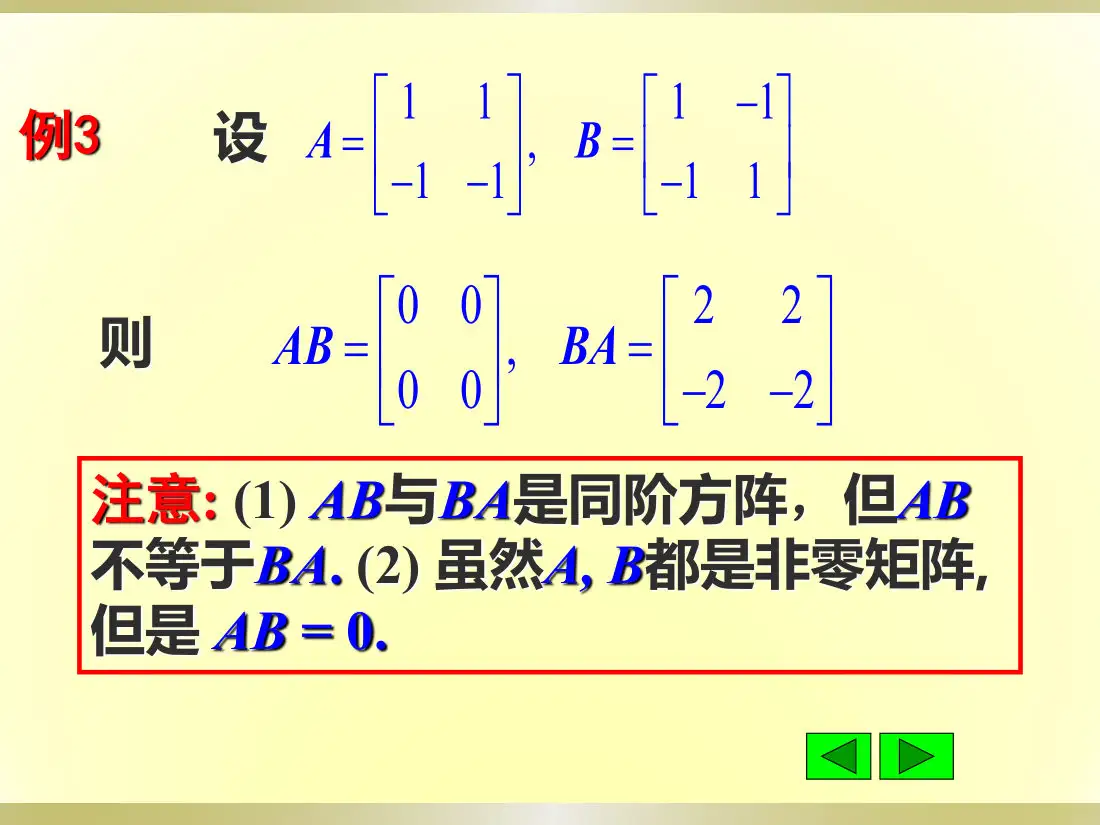 例3 设 A = [1 1; −1 −1], B = [1 −1; −1 1]
则 AB = [0 0; 0 0], BA = [2 2; −2 −2]
注意: (1) AB与BA是同阶方阵，但AB
不等于BA. (2) 虽然A, B都是非零矩阵,
但是 AB = 0.